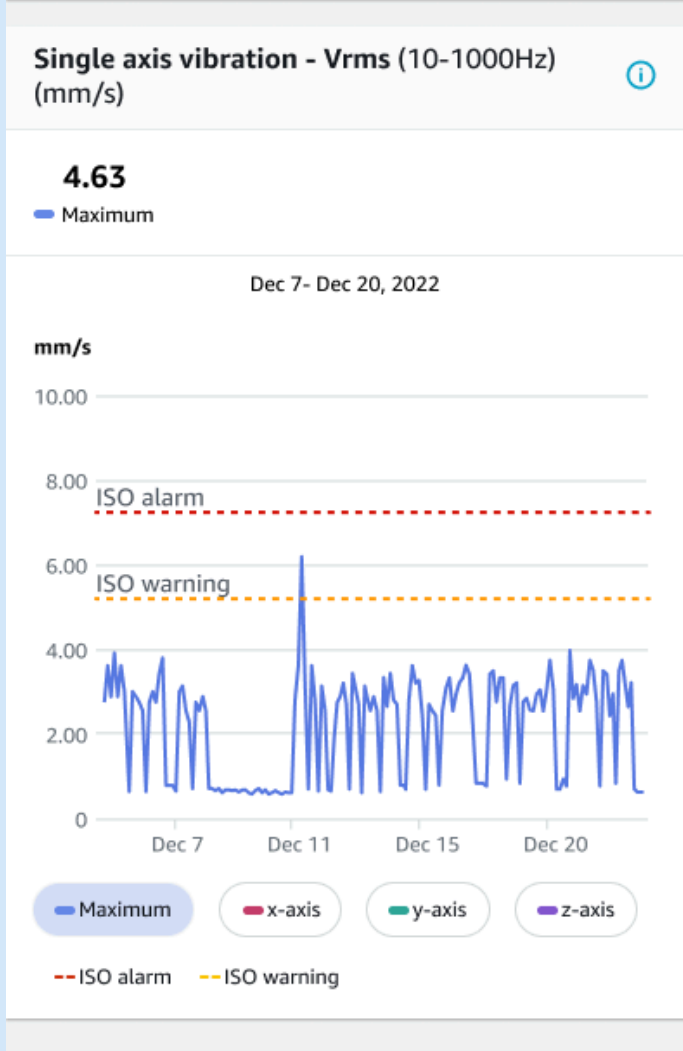 Single axis vibration - Vrms (10-1000Hz)
(mm/s)
4.63
Maximum
Dec 7- Dec 20, 2022
mm/s
10.00
8.00
ISO alarm
6.00
ISO warning
4.00
2.00
0
Dec 7 Dec 11 Dec 15 Dec 20
Maximum x-axis y-axis z-axis
ISO alarm ISO warning